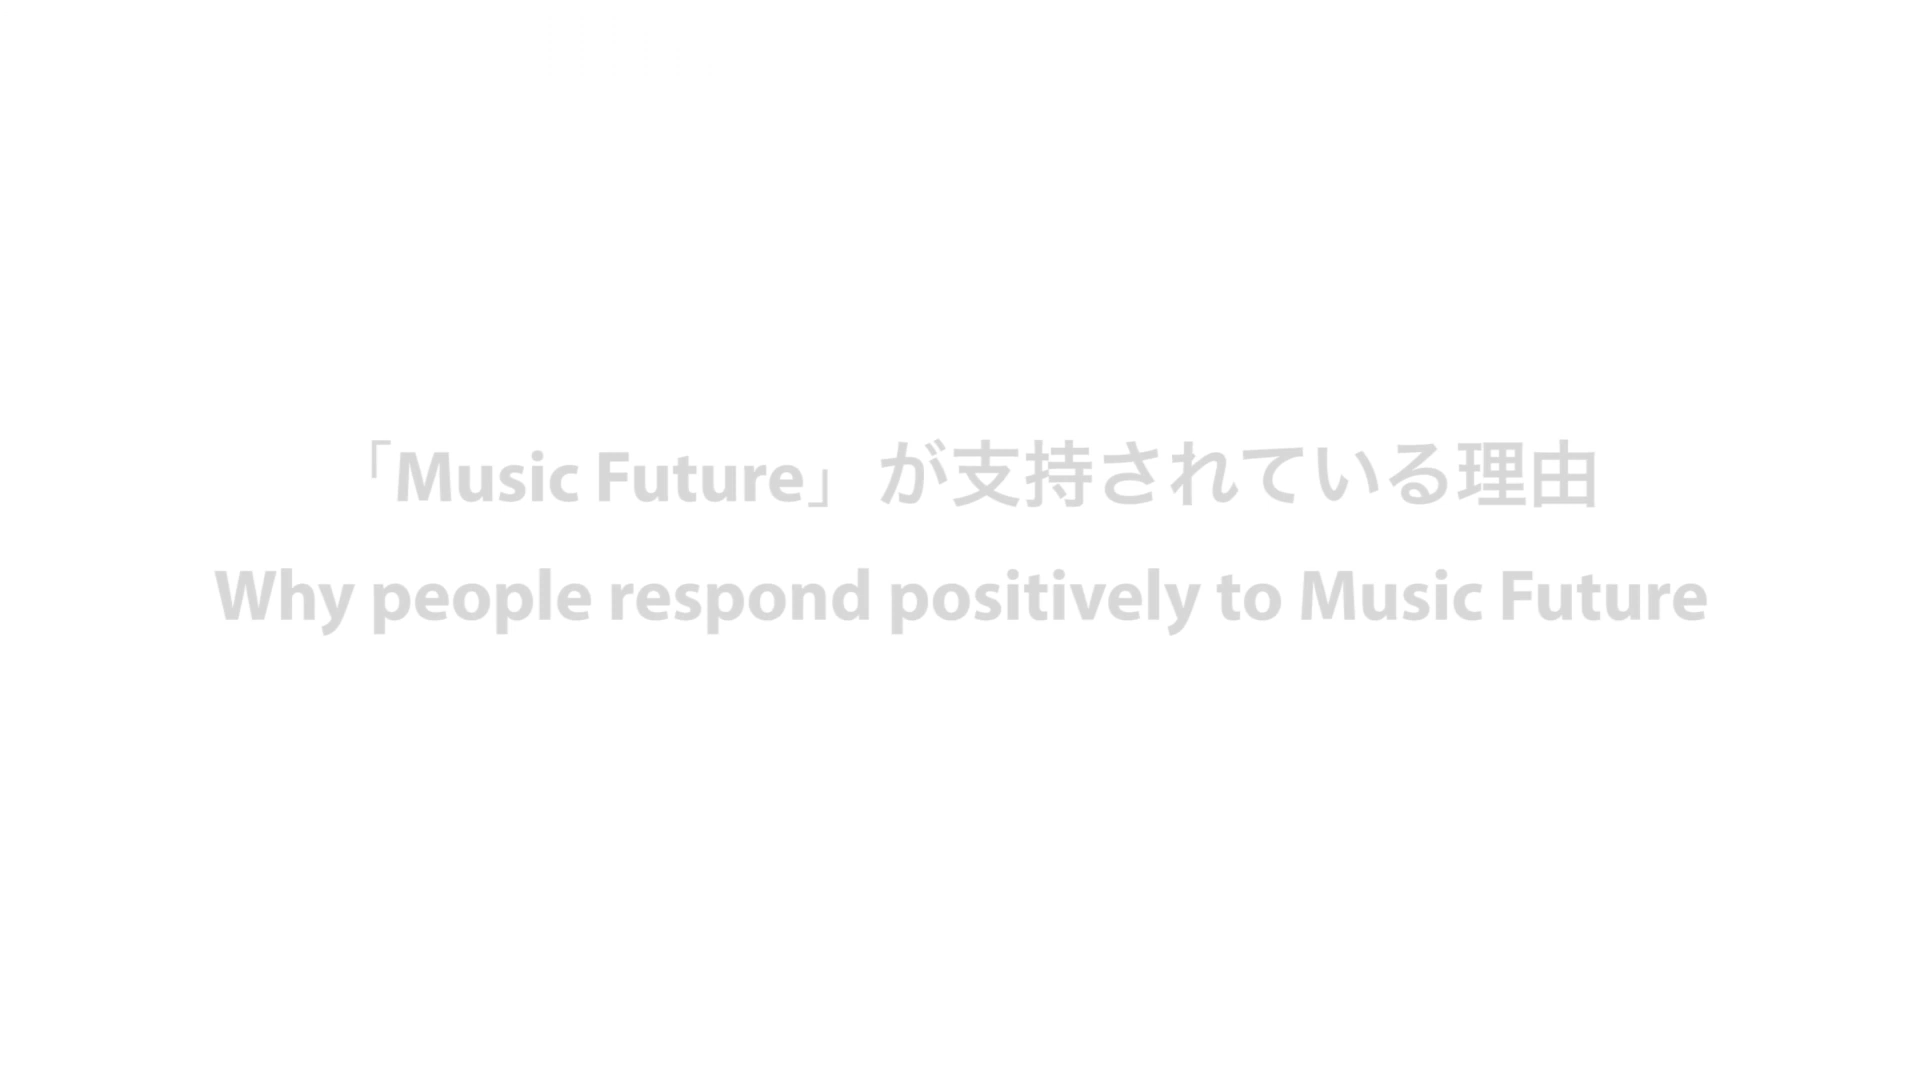 「Music Future」 が支持されている理由
Why people respond positively to Music Future